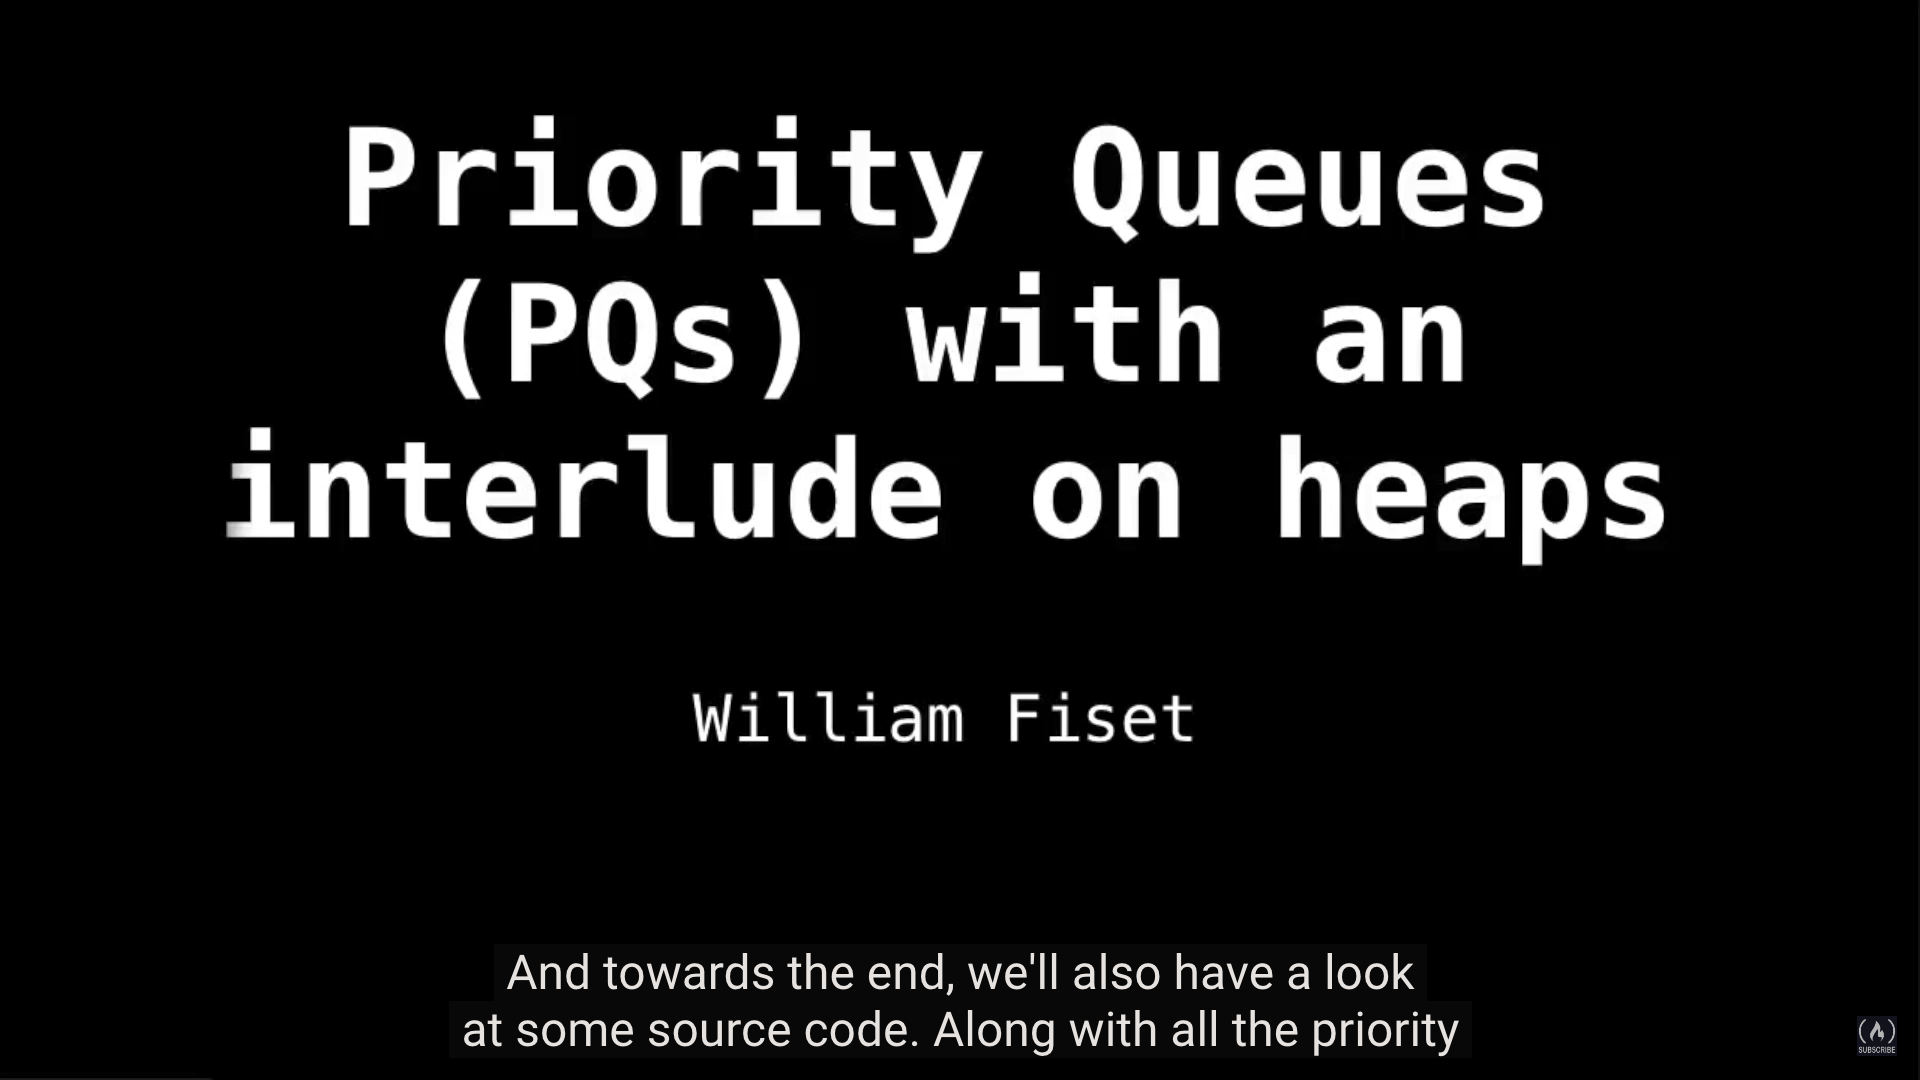 Priority Queues
(PQs) with an
interlude on heaps
William Fiset
And towards the end, we'll also have a look
at some source code. Along with all the priority
SUBSCRIBE